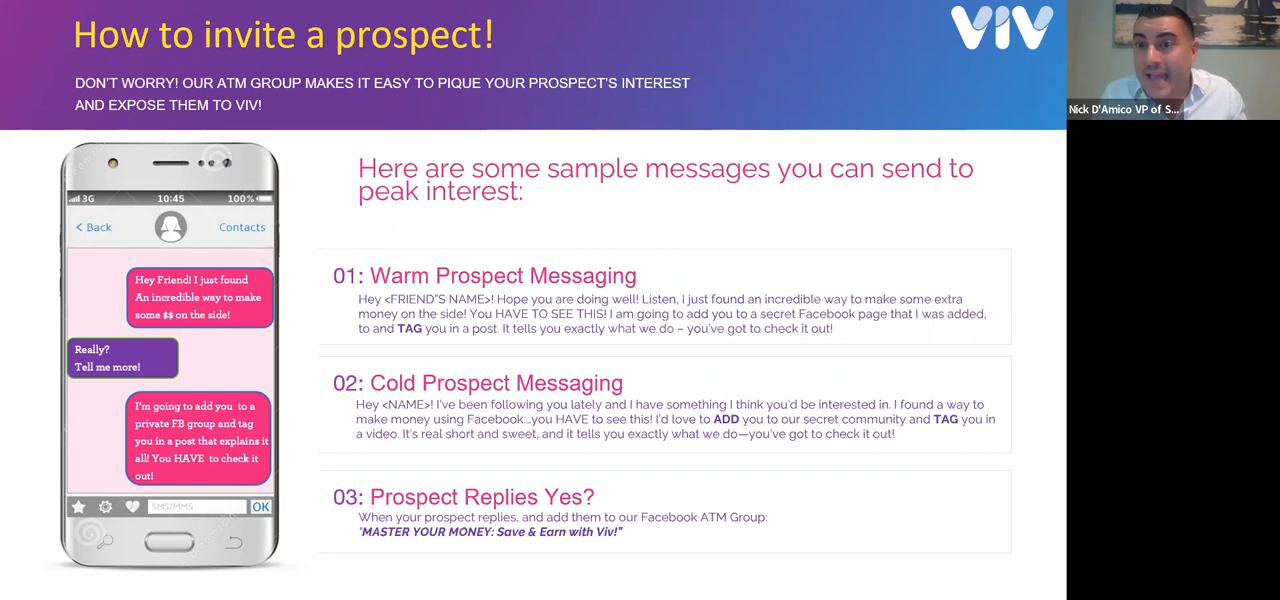 How to invite a prospect!
VIV
DON'T WORRY! OUR ATM GROUP MAKES IT EASY TO PIQUE YOUR PROSPECT'S INTEREST
AND EXPOSE THEM TO VIV!
Nick D'Amico VP of S...
Here are some sample messages you can send to
peak interest:
3G 10:45 100%
< Back Contacts
Hey Friend! I just found
An incredible way to make
some $$ on the side!
Really?
Tell me more!
I'm going to add you to a
private FB group and tag
you in a post that explains it
all! You HAVE to check it
out!
SMS/MMS OK
01: Warm Prospect Messaging
Hey <FRIEND"S NAME>! Hope you are doing well! Listen, I just found an incredible way to make some extra
money on the side! You HAVE TO SEE THIS! I am going to add you to a secret Facebook page that I was added,
to and TAG you in a post. It tells you exactly what we do – you've got to check it out!
02: Cold Prospect Messaging
Hey <NAME>! I've been following you lately and I have something I think you'd be interested in. I found a way to
make money using Facebook...you HAVE to see this! I'd love to ADD you to our secret community and TAG you in
a video. It's real short and sweet, and it tells you exactly what we do—you've got to check it out!
03: Prospect Replies Yes?
When your prospect replies, and add them to our Facebook ATM Group:
"MASTER YOUR MONEY: Save & Earn with Viv!"